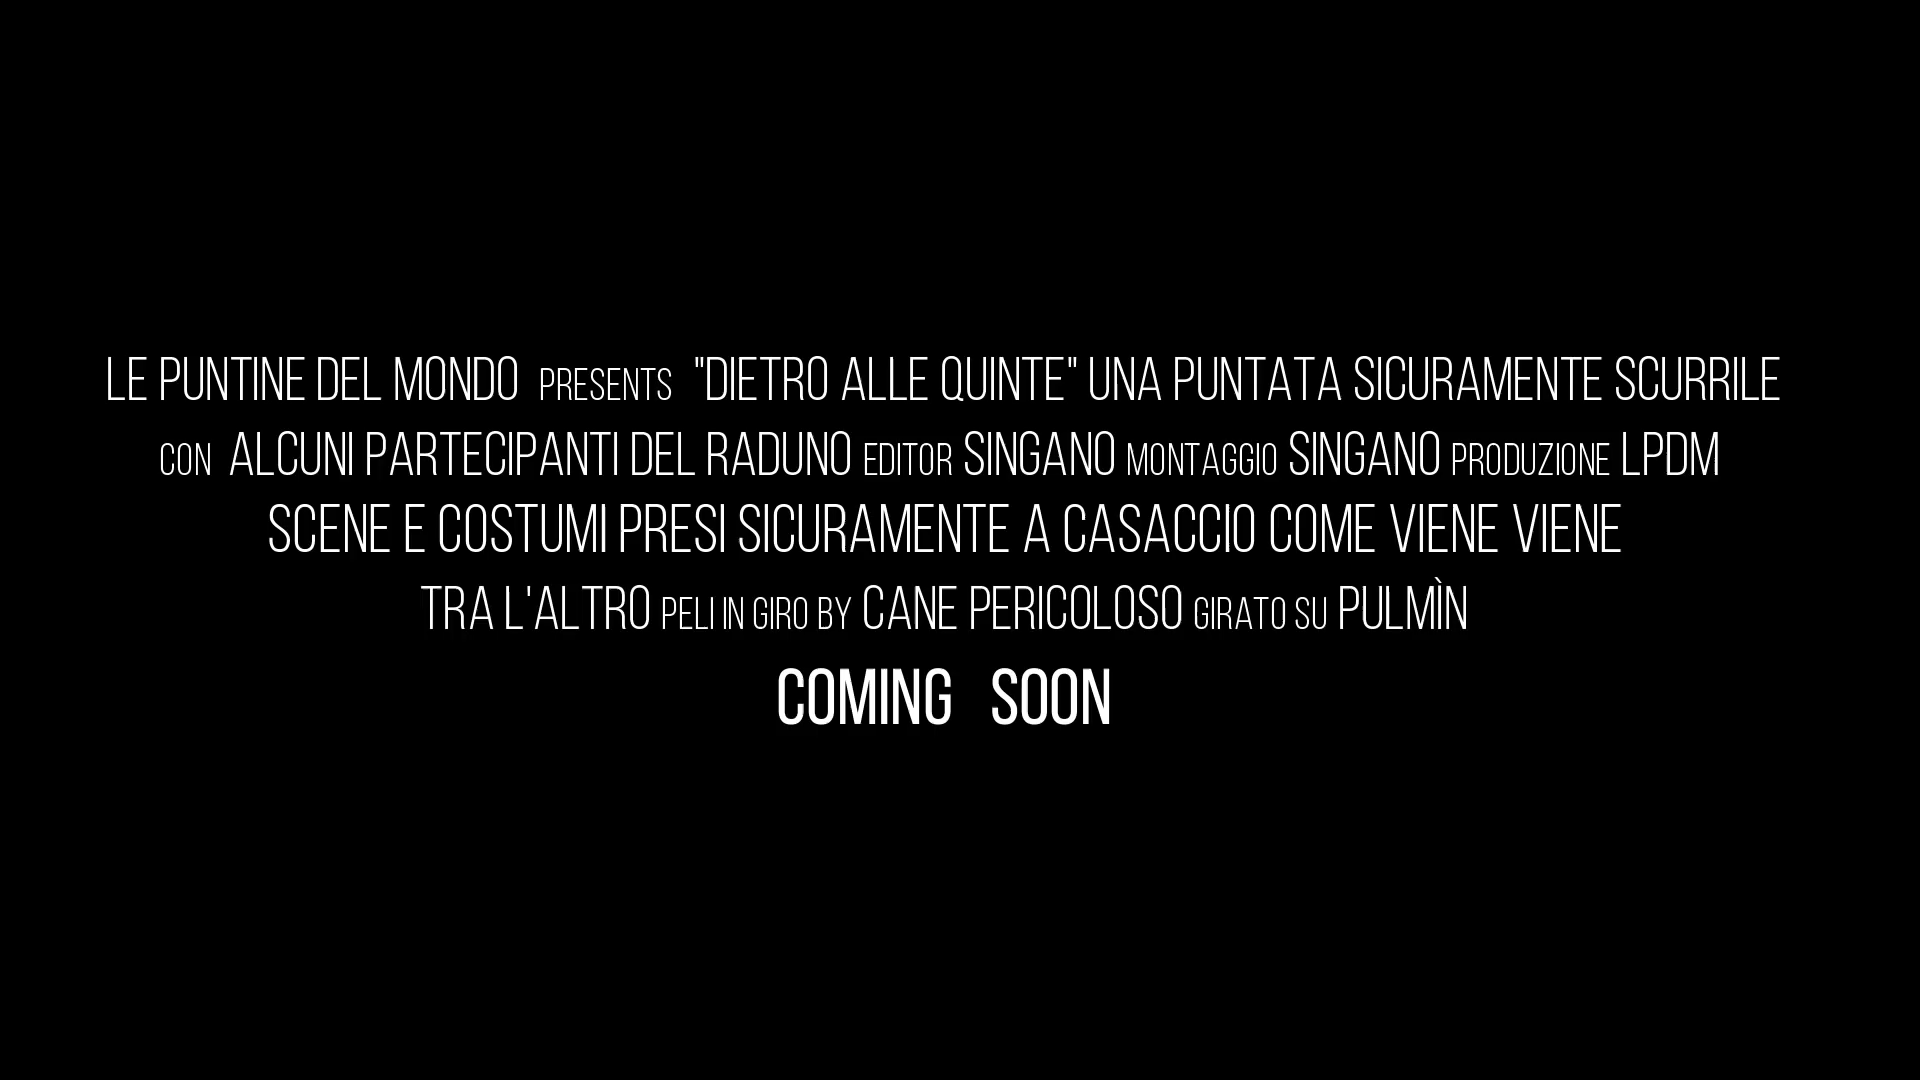 LE PUNTINE DEL MONDO PRESENTS "DIETRO ALLE QUINTE" UNA PUNTATA SICURAMENTE SCURRILE
CON ALCUNI PARTECIPANTI DEL RADUNO EDITOR SINGANO MONTAGGIO SINGANO PRODUZIONE LPDM
SCENE E COSTUMI PRESI SICURAMENTE A CASACCIO COME VIENE VIENE
TRA L'ALTRO PELI IN GIRO BY CANE PERICOLOSO GIRATO SU PULMÌN
COMING SOON